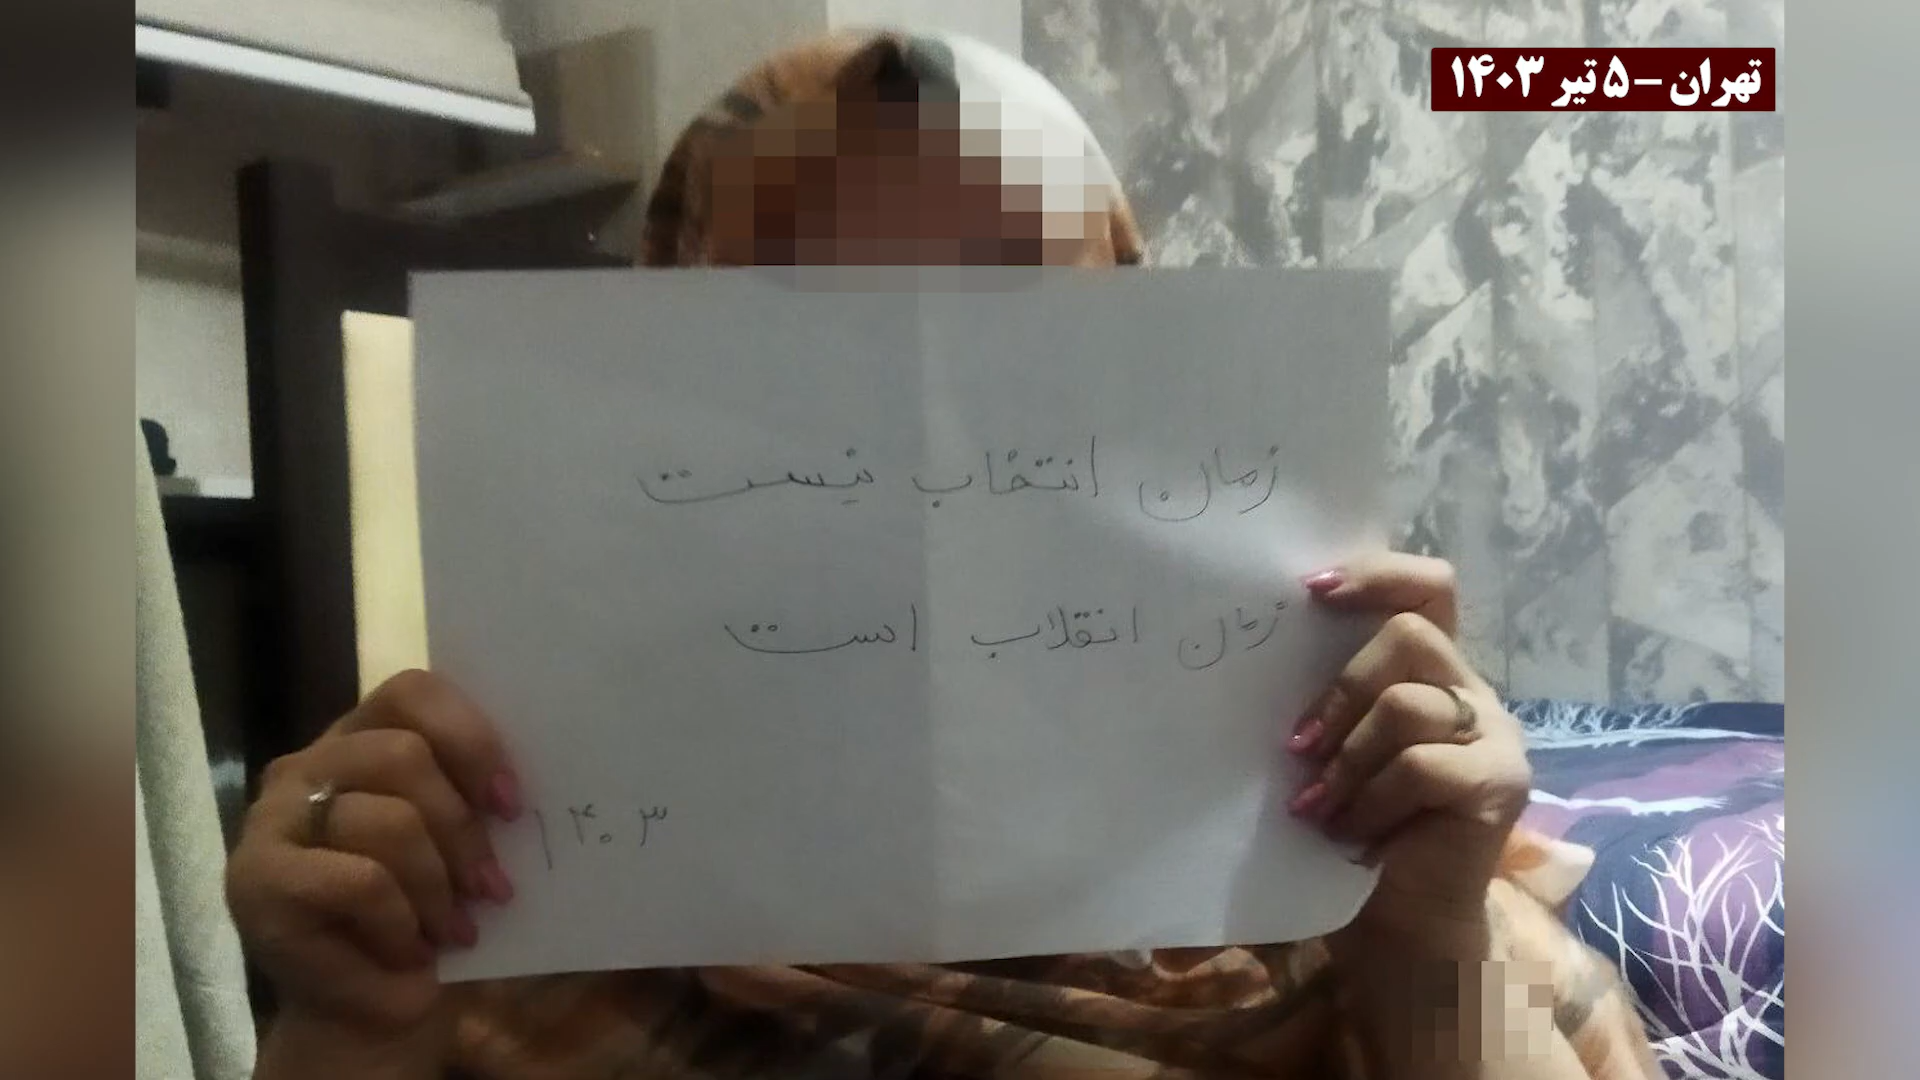 تهران - ۵ تیر ۱۴۰۳
زمان انتخاب نیست
زمان انقلاب است
۱۴۰۳